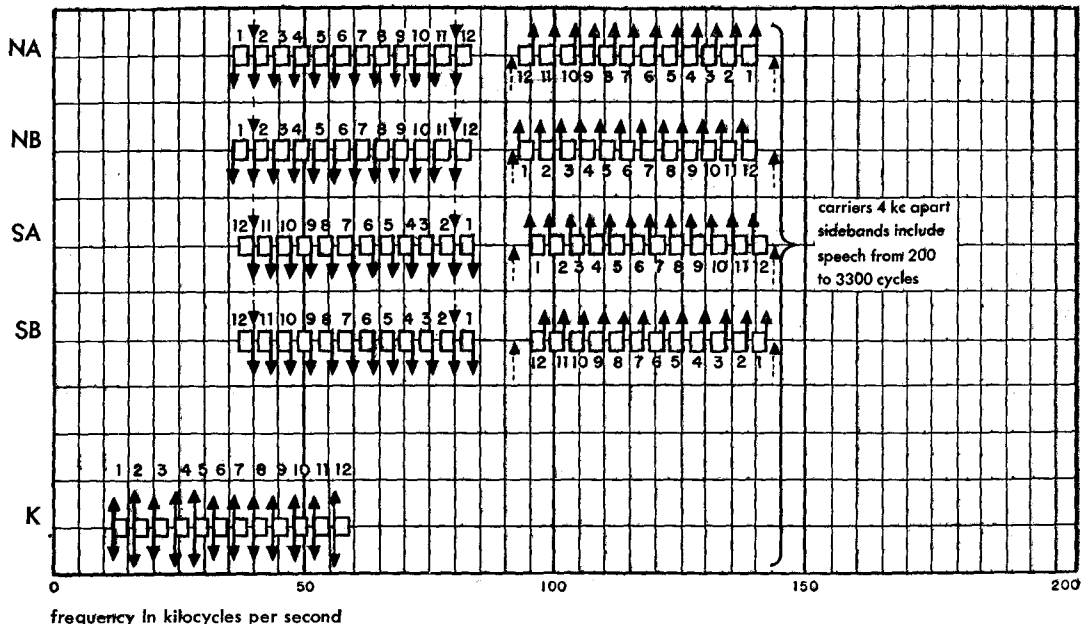 1 2 3 4 5 6 7 8 9 10 11 12
NA
12 11 10 9 8 7 6 5 4 3 2 1
1 2 3 4 5 6 7 8 9 10 11 12
NB
1 2 3 4 5 6 7 8 9 10 11 12
12 11 10 9 8 7 6 5 4 3 2 1
SA
1 2 3 4 5 6 7 8 9 10 11 12
carriers 4 kc apart
sidebands include
speech from 200
to 3300 cycles
12 11 10 9 8 7 6 5 4 3 2 1
SB
12 11 10 9 8 7 6 5 4 3 2 1
1 2 3 4 5 6 7 8 9 10 11 12
K
0 50 100 150 200
frequency In kilocycles per second